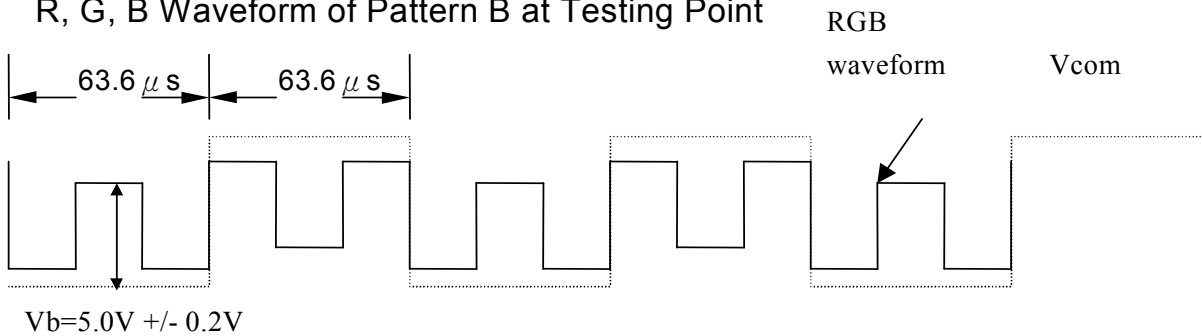 R, G, B Waveform of Pattern B at Testing Point
RGB
waveform
Vcom
63.6 μ s
63.6 μ s
Vb=5.0V +/- 0.2V